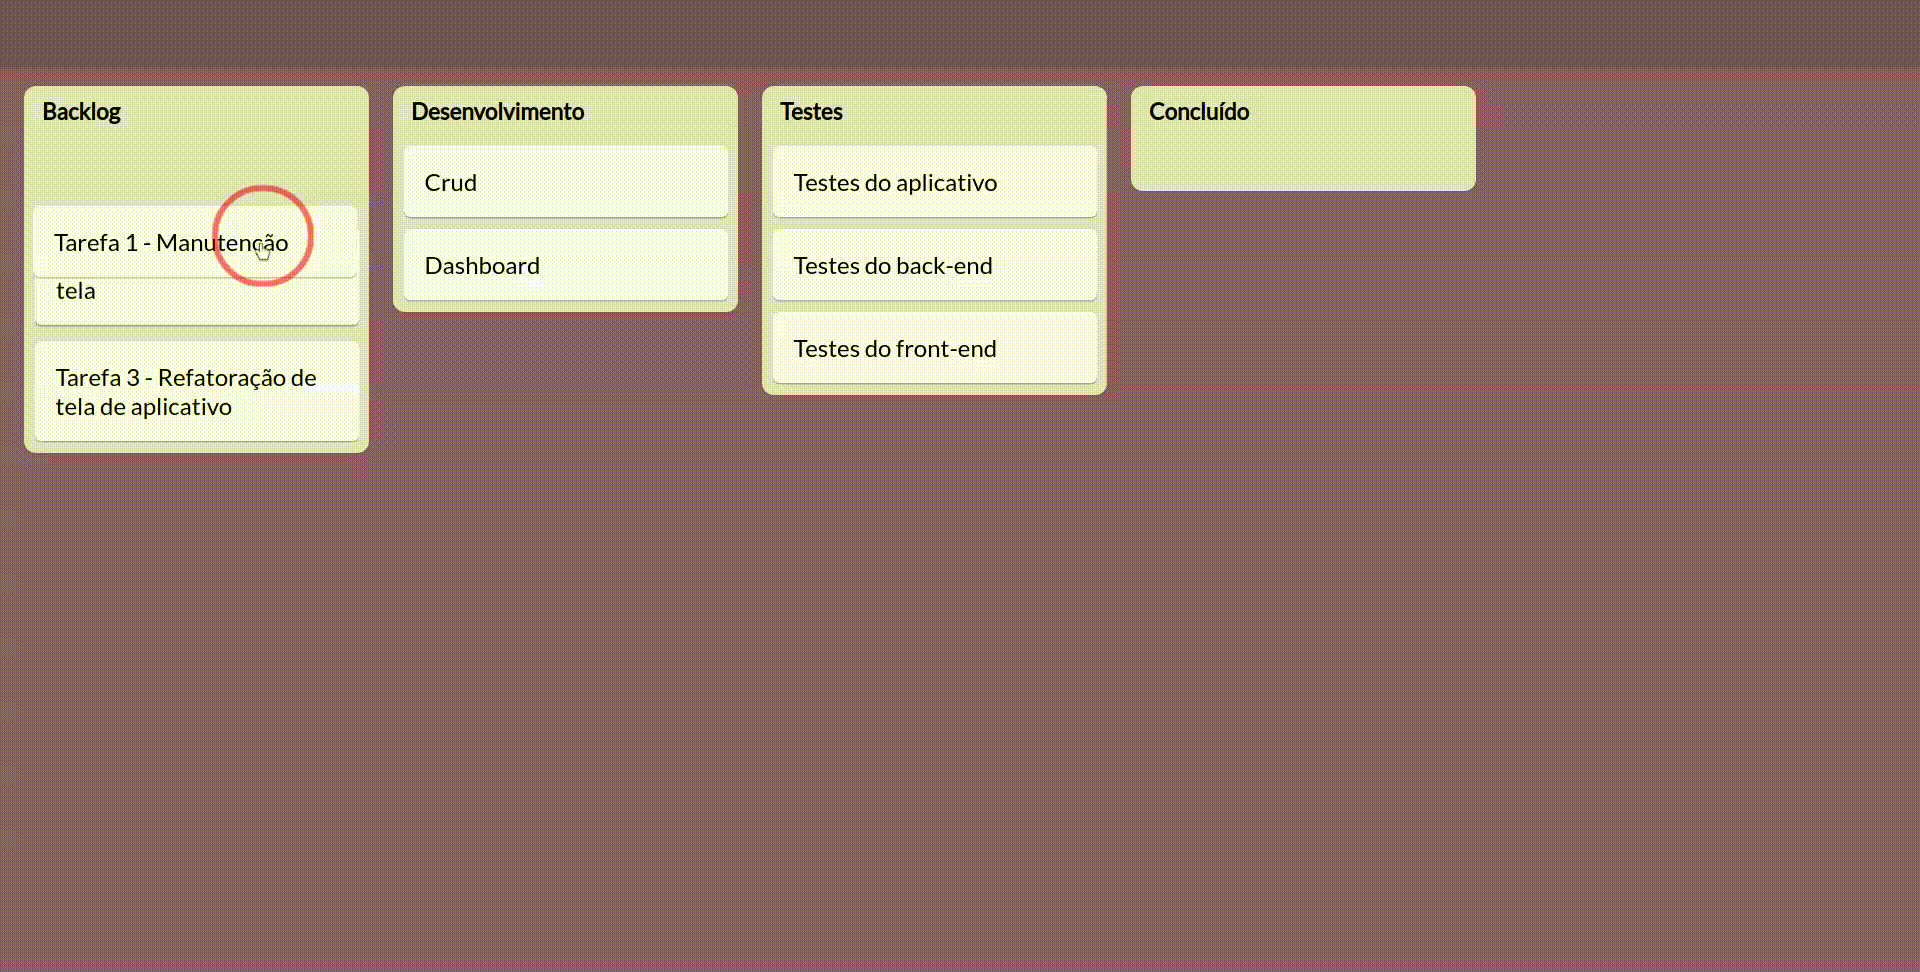 Backlog
Tarefa 1 - Manutenção
tela
Tarefa 3 - Refatoração de
tela de aplicativo
Desenvolvimento
Crud
Dashboard
Testes
Testes do aplicativo
Testes do back-end
Testes do front-end
Concluído